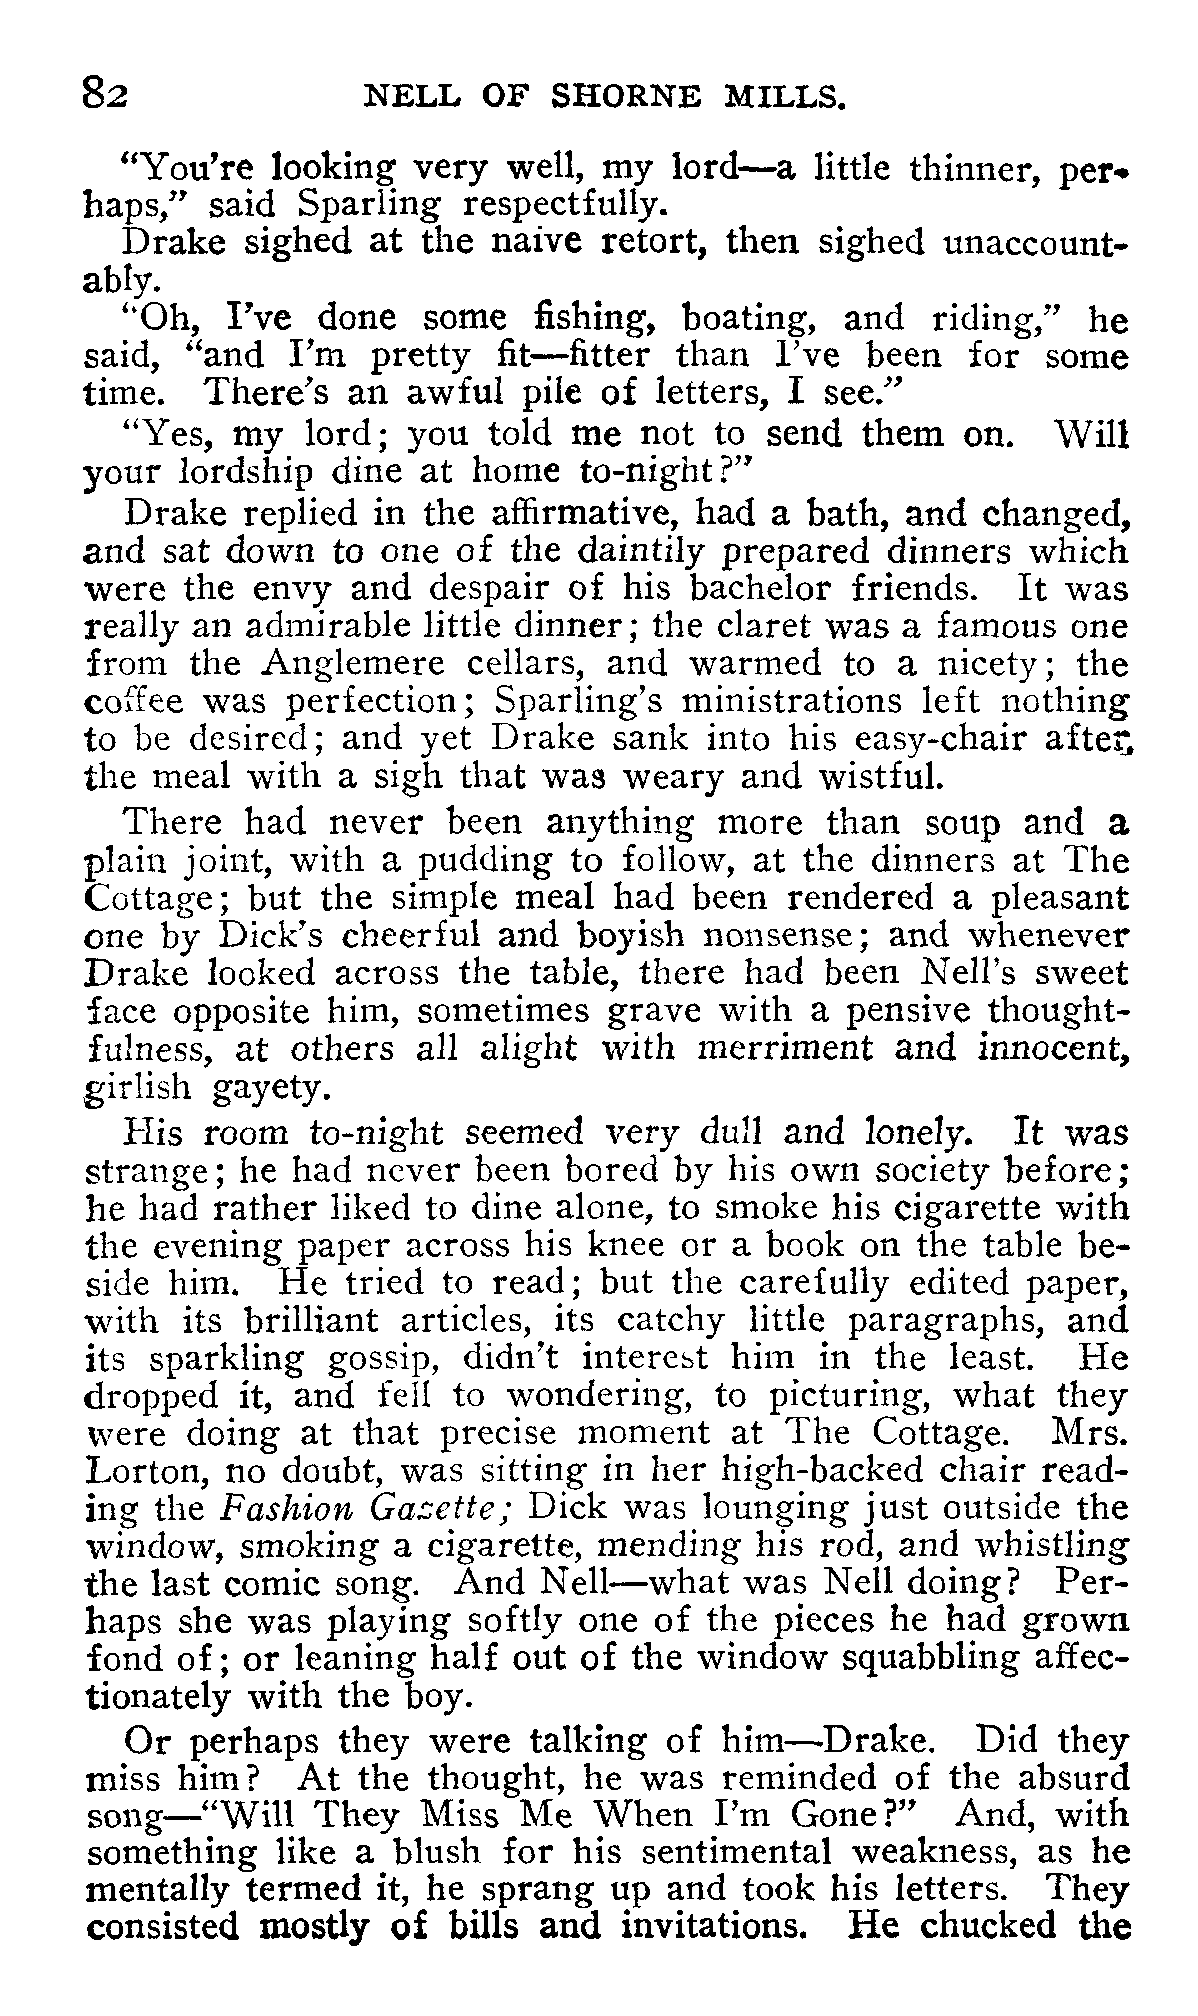 82 NELL OF SHORNE MILLS.
"You're looking very well, my lord—a little thinner, per-
haps," said Sparling respectfully.
Drake sighed at the naive retort, then sighed unaccount-
ably.
"Oh, I've done some fishing, boating, and riding," he
said, "and I'm pretty fit—fitter than I've been for some
time. There's an awful pile of letters, I see."
"Yes, my lord; you told me not to send them on. Will
your lordship dine at home to-night?"
Drake replied in the affirmative, had a bath, and changed,
and sat down to one of the daintily prepared dinners which
were the envy and despair of his bachelor friends. It was
really an admirable little dinner; the claret was a famous one
from the Anglemere cellars, and warmed to a nicety; the
coffee was perfection; Sparling's ministrations left nothing
to be desired; and yet Drake sank into his easy-chair after
the meal with a sigh that was weary and wistful.
There had never been anything more than soup and a
plain joint, with a pudding to follow, at the dinners at The
Cottage; but the simple meal had been rendered a pleasant
one by Dick's cheerful and boyish nonsense; and whenever
Drake looked across the table, there had been Nell's sweet
face opposite him, sometimes grave with a pensive thought-
fulness, at others all alight with merriment and innocent,
girlish gayety.
His room to-night seemed very dull and lonely. It was
strange; he had never been bored by his own society before;
he had rather liked to dine alone, to smoke his cigarette with
the evening paper across his knee or a book on the table be-
side him. He tried to read; but the carefully edited paper,
with its brilliant articles, its catchy little paragraphs, and
its sparkling gossip, didn't interest him in the least. He
dropped it, and fell to wondering, to picturing, what they
were doing at that precise moment at The Cottage. Mrs.
Lorton, no doubt, was sitting in her high-backed chair read-
ing the Fashion Gazette; Dick was lounging just outside the
window, smoking a cigarette, mending his rod, and whistling
the last comic song. And Nell—what was Nell doing? Per-
haps she was playing softly one of the pieces he had grown
fond of; or leaning half out of the window squabbling affec-
tionately with the boy.
Or perhaps they were talking of him—Drake. Did they
miss him? At the thought, he was reminded of the absurd
song—"Will They Miss Me When I'm Gone?" And, with
something like a blush for his sentimental weakness, as he
mentally termed it, he sprang up and took his letters. They
consisted mostly of bills and invitations. He chucked the